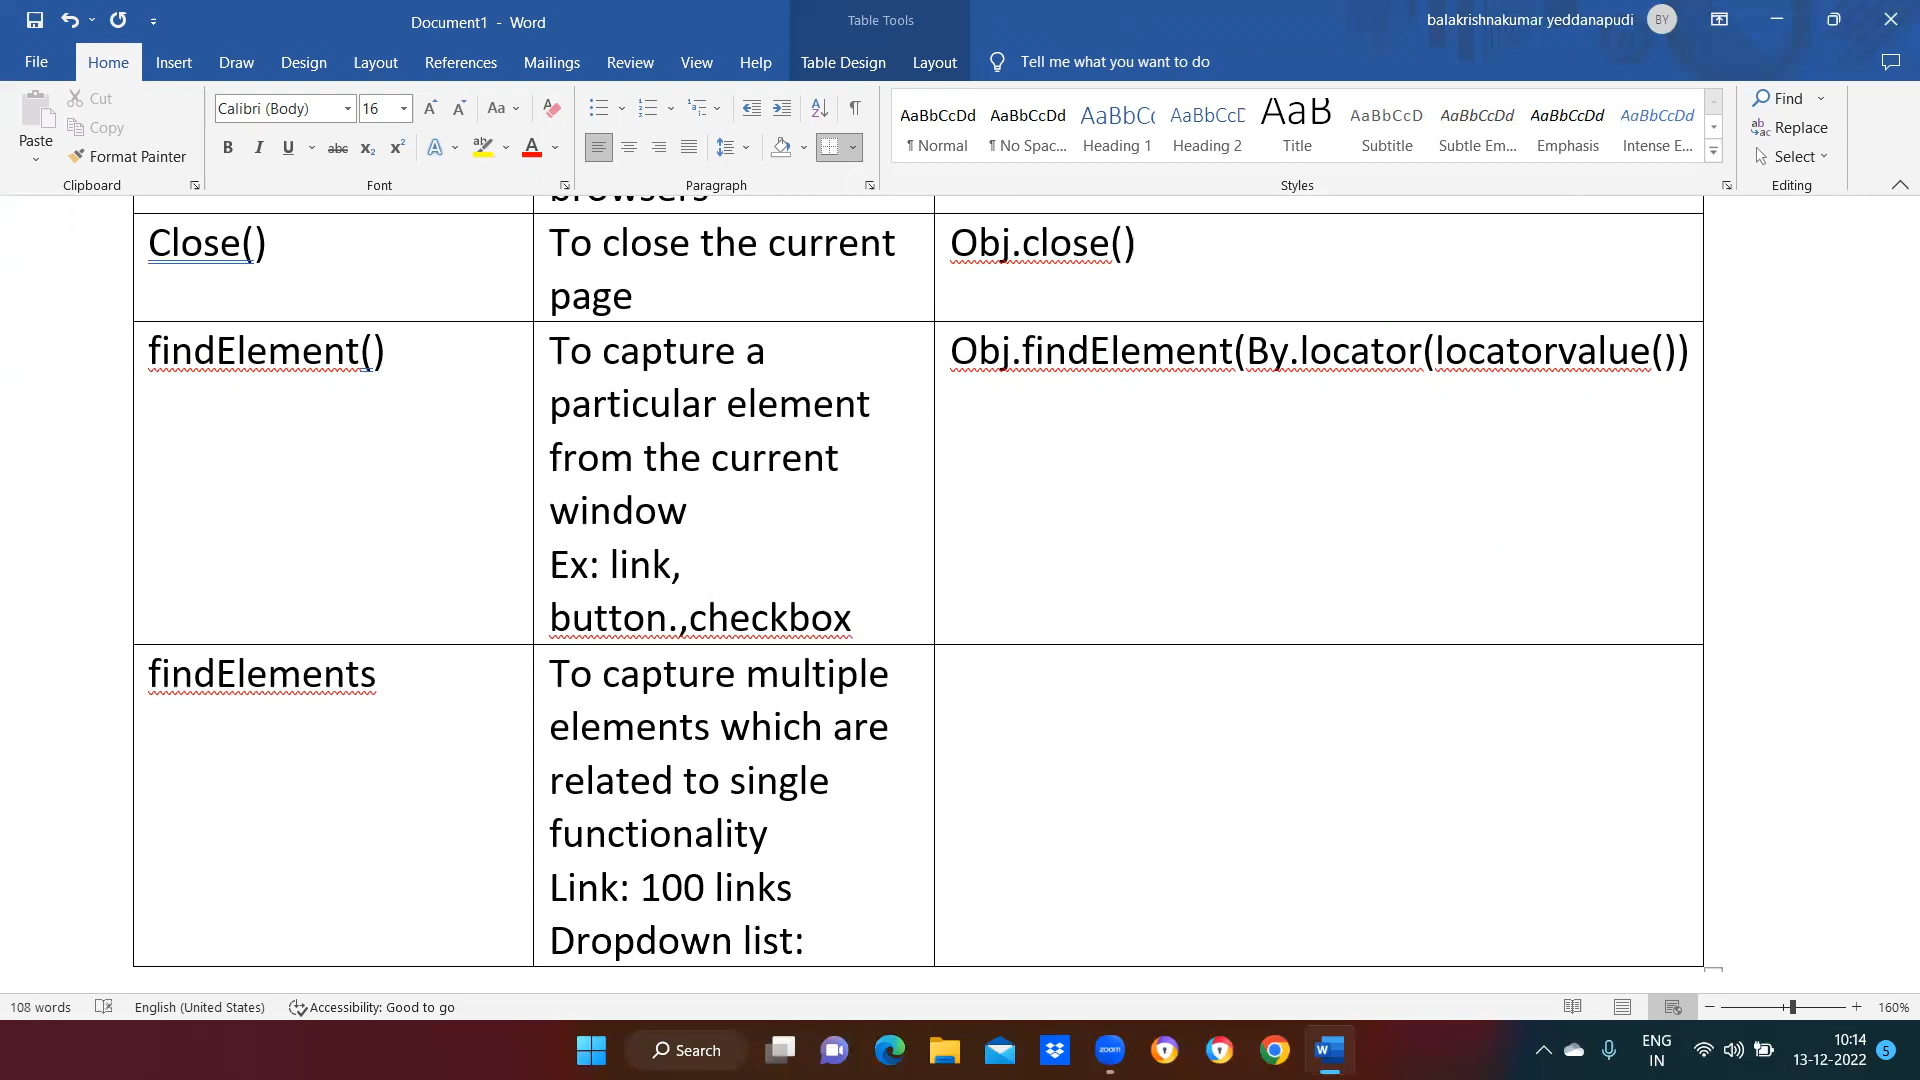 Document1 - Word
Table Tools
balakrishnakumar yeddanapudi
BY
File
Home
Insert
Draw
Design
Layout
References
Mailings
Review
View
Help
Table Design
Layout
Tell me what you want to do
Paste
Cut
Copy
Format Painter
Clipboard
Calibri (Body)
16
Font
Paragraph
AaBbCcDd
¶ Normal
AaBbCcDd
¶ No Spac...
AaBbCc
Heading 1
AaBbCcD
Heading 2
AaB
Title
AaBbCcD
Subtitle
AaBbCcDd
Subtle Em...
AaBbCcDd
Emphasis
AaBbCcDd
Intense E...
Styles
Find
Replace
Select
Editing
browsers
Close()
To close the current
page
Obj.close()
findElement()
To capture a
particular element
from the current
window
Ex: link,
button.,checkbox
Obj.findElement(By.locator(locatorvalue())
findElements
To capture multiple
elements which are
related to single
functionality
Link: 100 links
Dropdown list:
108 words
English (United States)
Accessibility: Good to go
160%
Search
zoom
ENG
IN
10:14
13-12-2022
5